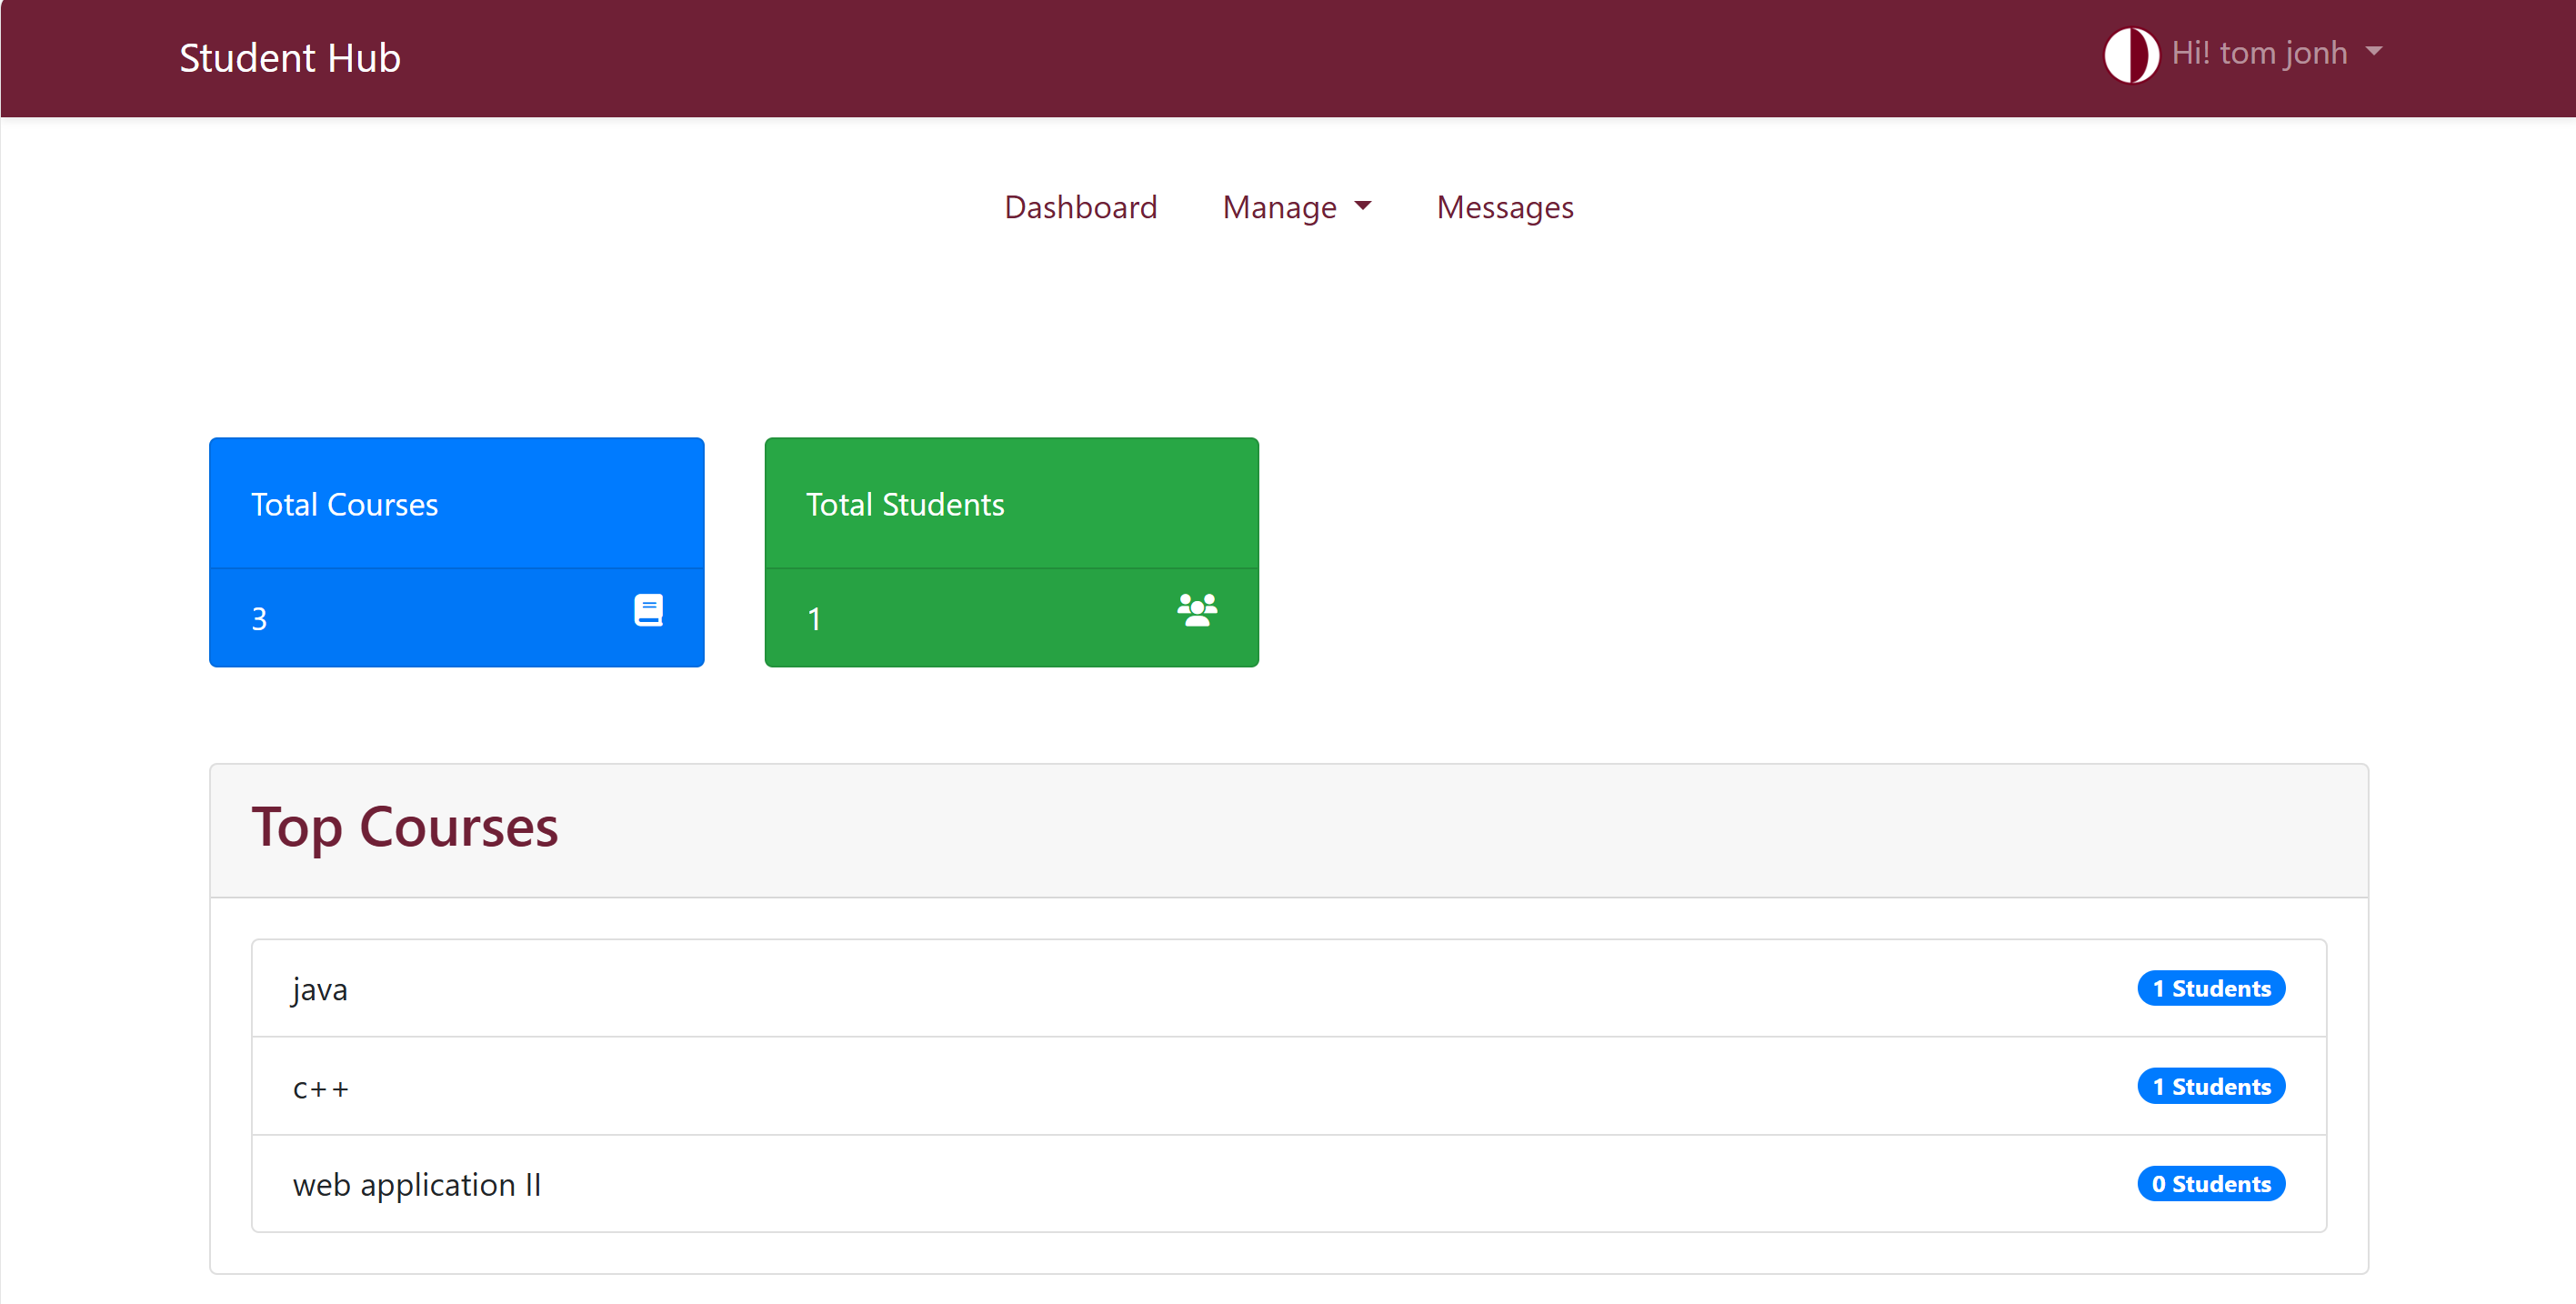 Student Hub
Hi! tom jonh
Dashboard Manage Messages
Total Courses
3
Total Students
1
Top Courses
java 1 Students
c++ 1 Students
web application II 0 Students